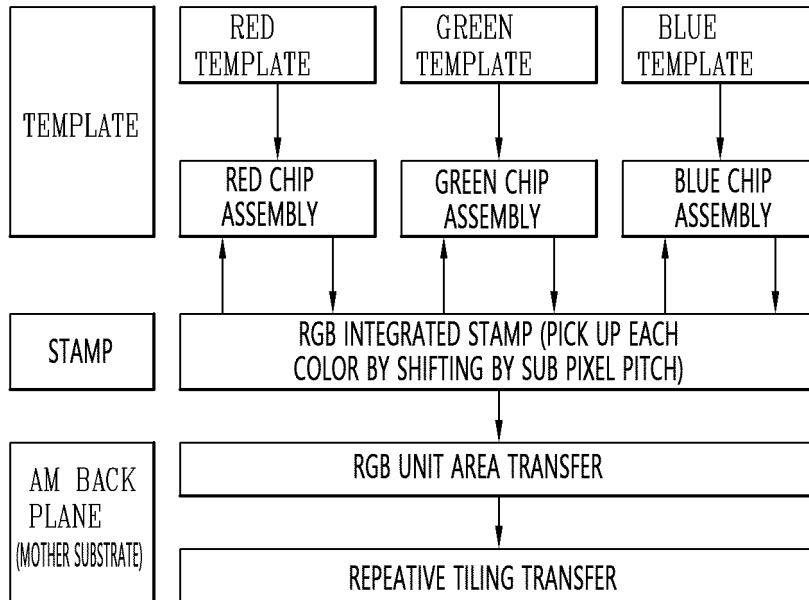 RED
TEMPLATE
GREEN
TEMPLATE
BLUE
TEMPLATE
TEMPLATE
RED CHIP
ASSEMBLY
GREEN CHIP
ASSEMBLY
BLUE CHIP
ASSEMBLY
STAMP
RGB INTEGRATED STAMP (PICK UP EACH
COLOR BY SHIFTING BY SUB PIXEL PITCH)
AM BACK
PLANE
(MOTHER SUBSTRATE)
RGB UNIT AREA TRANSFER
REPEATIVE TILING TRANSFER